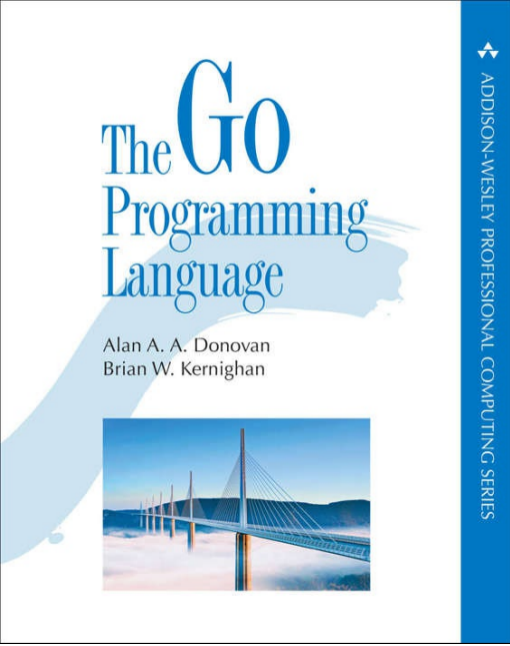 The Go
Programming
Language
Alan A. A. Donovan
Brian W. Kernighan
ADDISON-WESLEY PROFESSIONAL COMPUTING SERIES